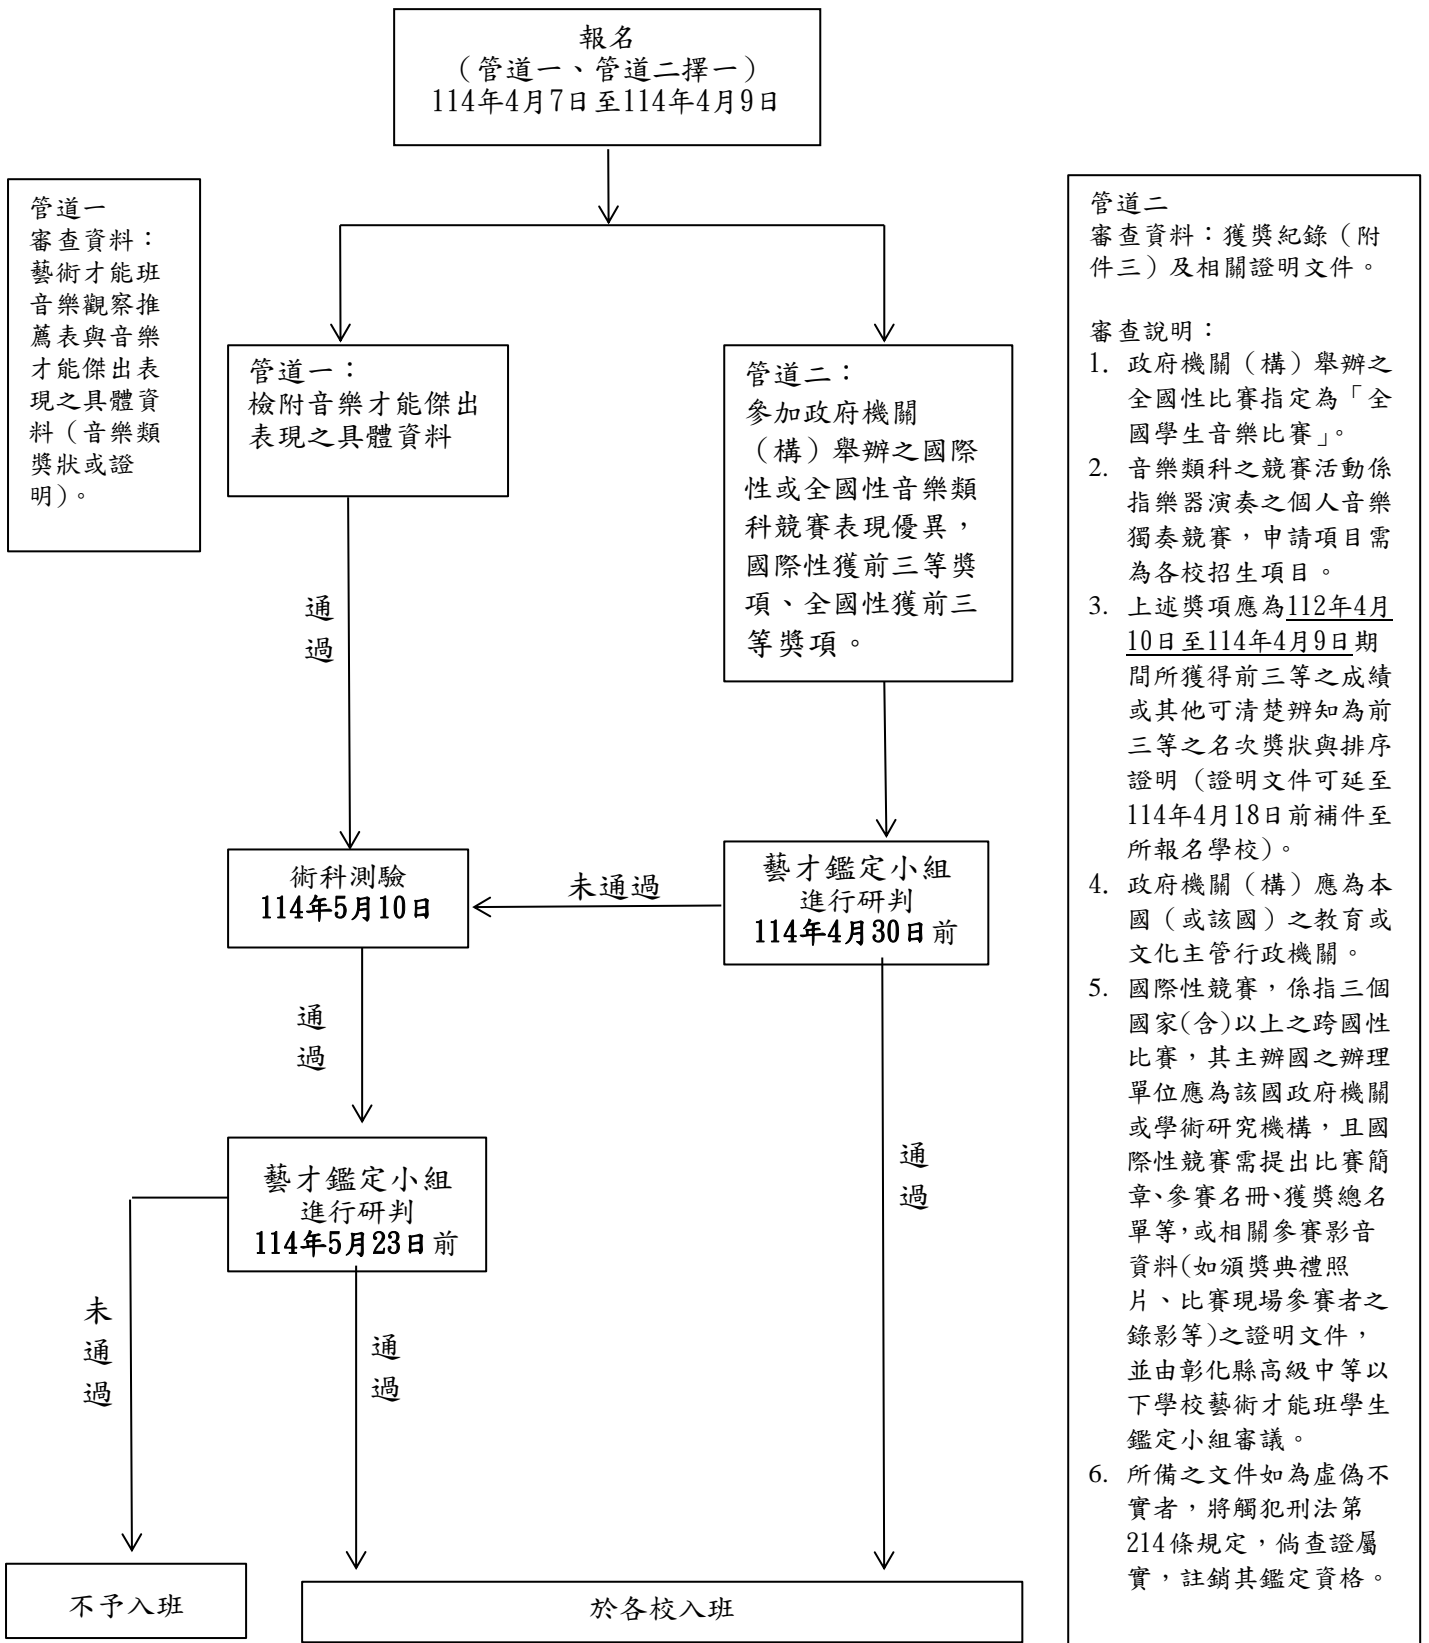 報名
（管道一、管道二擇一）
114年4月7日至114年4月9日
管道一
審查資料：
藝術才能班
音樂觀察推
薦表與音樂
才能傑出表
現之具體資
料（音樂類
獎狀或證
明）。
管道一：
檢附音樂才能傑出
表現之具體資料
管道二：
參加政府機關
（構）舉辦之國際
性或全國性音樂類
科競賽表現優異，
國際性獲前三等獎
項、全國性獲前三
等獎項。
通
過
術科測驗
114年5月10日
未通過
藝才鑑定小組
進行研判
114年4月30日前
通
過
藝才鑑定小組
進行研判
114年5月23日前
通
過
未
通
過
通
過
不予入班
於各校入班
管道二
審查資料：獲獎紀錄（附
件三）及相關證明文件。
審查說明：
1. 政府機關（構）舉辦之
全國性比賽指定為「全
國學生音樂比賽」。
2. 音樂類科之競賽活動係
指樂器演奏之個人音樂
獨奏競賽，申請項目需
為各校招生項目。
3. 上述獎項應為112年4月
10日至114年4月9日期
間所獲得前三等之成績
或其他可清楚辨知為前
三等之名次獎狀與排序
證明（證明文件可延至
114年4月18日前補件至
所報名學校）。
4. 政府機關（構）應為本
國（或該國）之教育或
文化主管行政機關。
5. 國際性競賽，係指三個
國家(含)以上之跨國性
比賽，其主辦國之辦理
單位應為該國政府機關
或學術研究機構，且國
際性競賽需提出比賽簡
章、參賽名冊、獲獎總名
單等，或相關參賽影音
資料(如頒獎典禮照
片、比賽現場參賽者之
錄影等)之證明文件，
並由彰化縣高級中等以
下學校藝術才能班學生
鑑定小組審議。
6. 所備之文件如為虛偽不
實者，將觸犯刑法第
214條規定，倘查證屬
實，註銷其鑑定資格。